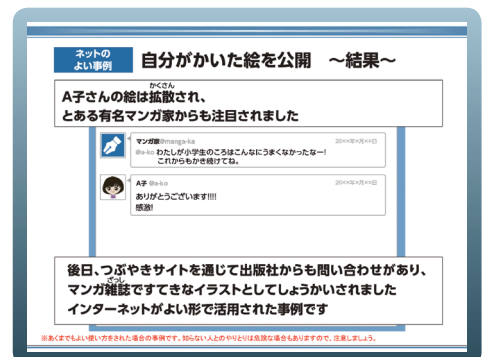 ネットの
よい事例
自分がかいた絵を公開　～結果～
かくさん
A子さんの絵は拡散され、
とある有名マンガ家からも注目されました
マンガ家@manga-ka 20××年×月××日
@a-ko わたしが小学生のころはこんなにうまくなかったなー!
これからもかき続けてね。
A子 @a-ko 20××年×月××日
ありがとうございます!!!!
感激!
後日、つぶやきサイトを通じて出版社からも問い合わせがあり、
ざっし
マンガ雑誌ですてきなイラストとしてしょうかいされました
インターネットがよい形で活用された事例です
※あくまでもよい使い方をされた場合の事例です。知らない人とのやりとりは危険な場合もありますので、注意しましょう。